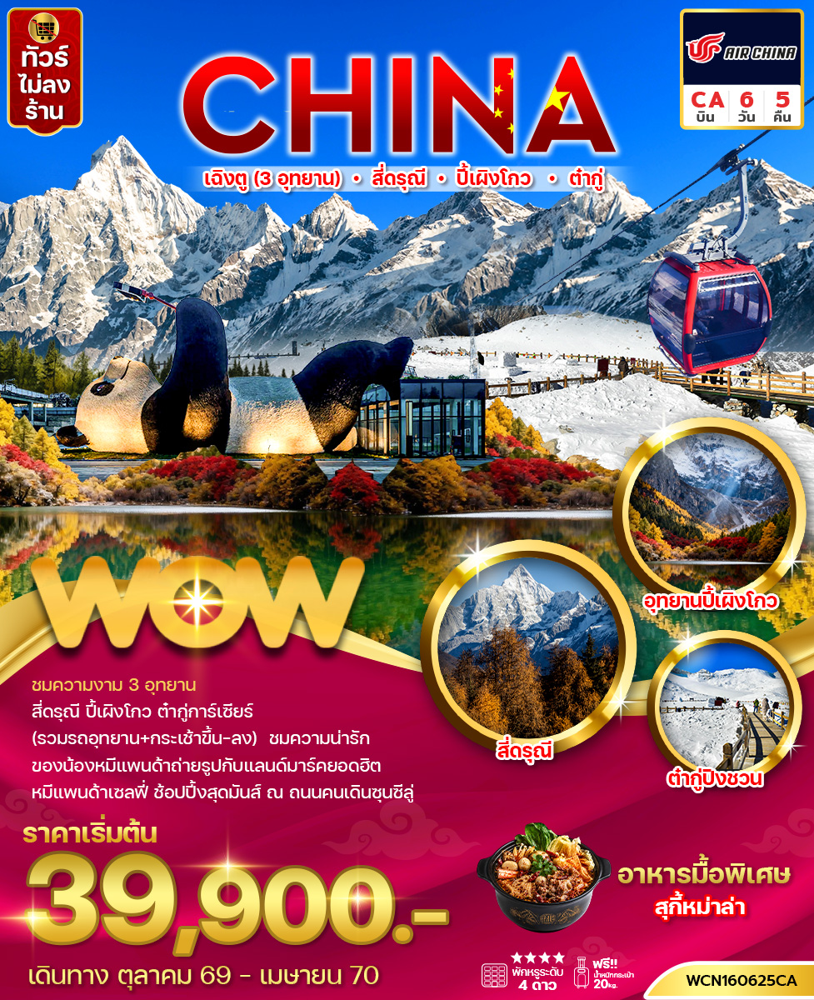 ทัวร์
ไม่ลง
ร้าน
AIR CHINA
CA 6 5
บิน วัน คืน
CHINA
เฉิงตู (3 อุทยาน) • สี่ดรุณี • ปี้เผิงโกว • ต๋ากู่
อุทยานปี้เผิงโกว
WOW
สี่ดรุณี
ต๋ากู่ปิงชวน
ชมความงาม 3 อุทยาน
สี่ดรุณี ปี้เผิงโกว ต๋ากู่การ์เซียร์
(รวมรถอุทยาน+กระเช้าขึ้น-ลง) ชมความน่ารัก
ของน้องหมีแพนด้าถ่ายรูปกับแลนด์มาร์คยอดฮิต
หมีแพนด้าเซลฟี่ ช้อปปิ้งสุดมันส์ ณ ถนนคนเดินชุนซีลู่
ราคาเริ่มต้น
39,900.-
เดินทาง ตุลาคม 69 - เมษายน 70
อาหารมื้อพิเศษ
สุกี้หม่าล่า
พักหรูระดับ
4 ดาว
ฟรี!!
น้ำหนักกระเป๋า
20kg.
WCN160625CA